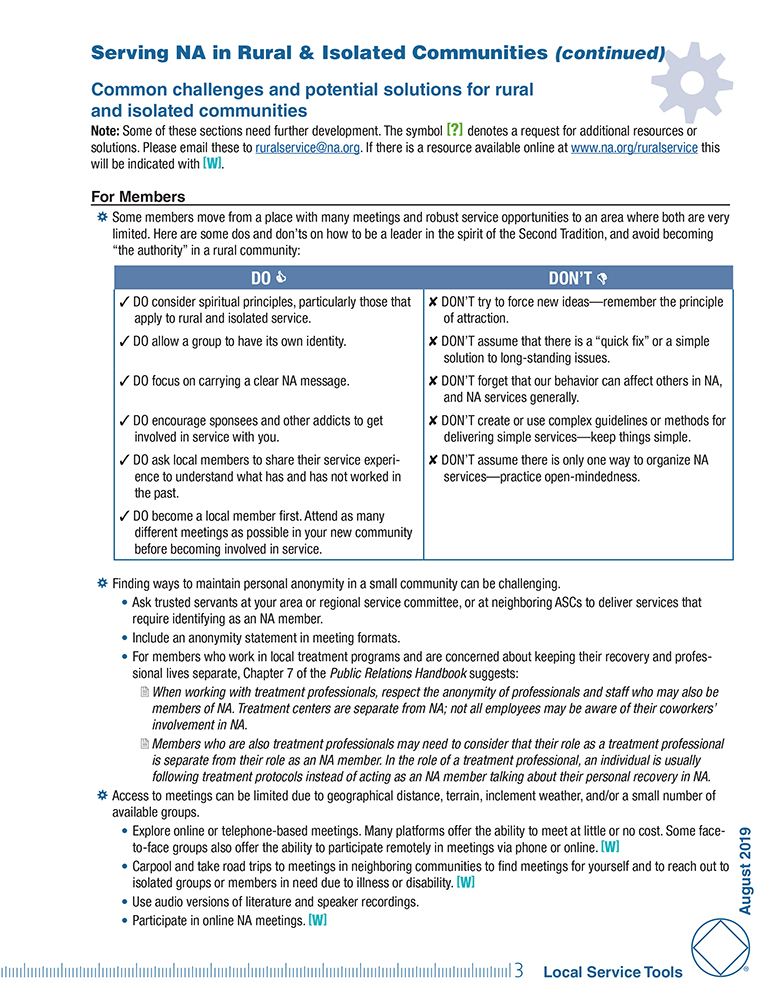 Serving NA in Rural & Isolated Communities (continued)
Common challenges and potential solutions for rural
and isolated communities
Note: Some of these sections need further development. The symbol [?] denotes a request for additional resources or
solutions. Please email these to ruralservice@na.org. If there is a resource available online at www.na.org/ruralservice this
will be indicated with [W].
For Members
Some members move from a place with many meetings and robust service opportunities to an area where both are very
limited. Here are some dos and don'ts on how to be a leader in the spirit of the Second Tradition, and avoid becoming
“the authority” in a rural community:
DO
✓ DO consider spiritual principles, particularly those that
apply to rural and isolated service.
✓ DO allow a group to have its own identity.
✓ DO focus on carrying a clear NA message.
✓ DO encourage sponsees and other addicts to get
involved in service with you.
✓ DO ask local members to share their service experi-
ence to understand what has and has not worked in
the past.
✓ DO become a local member first. Attend as many
different meetings as possible in your new community
before becoming involved in service.
DON'T
✘ DON'T try to force new ideas—remember the principle
of attraction.
✘ DON'T assume that there is a “quick fix” or a simple
solution to long-standing issues.
✘ DON'T forget that our behavior can affect others in NA,
and NA services generally.
✘ DON'T create or use complex guidelines or methods for
delivering simple services—keep things simple.
✘ DON'T assume there is only one way to organize NA
services—practice open-mindedness.
Finding ways to maintain personal anonymity in a small community can be challenging.
• Ask trusted servants at your area or regional service committee, or at neighboring ASCs to deliver services that
require identifying as an NA member.
• Include an anonymity statement in meeting formats.
• For members who work in local treatment programs and are concerned about keeping their recovery and profes-
sional lives separate, Chapter 7 of the Public Relations Handbook suggests:
When working with treatment professionals, respect the anonymity of professionals and staff who may also be
members of NA. Treatment centers are separate from NA; not all employees may be aware of their coworkers'
involvement in NA.
Members who are also treatment professionals may need to consider that their role as a treatment professional
is separate from their role as an NA member. In the role of a treatment professional, an individual is usually
following treatment protocols instead of acting as an NA member talking about their personal recovery in NA.
Access to meetings can be limited due to geographical distance, terrain, inclement weather, and/or a small number of
available groups.
• Explore online or telephone-based meetings. Many platforms offer the ability to meet at little or no cost. Some face-
to-face groups also offer the ability to participate remotely in meetings via phone or online. [W]
• Carpool and take road trips to meetings in neighboring communities to find meetings for yourself and to reach out to
isolated groups or members in need due to illness or disability. [W]
• Use audio versions of literature and speaker recordings.
• Participate in online NA meetings. [W]
August 2019
3 Local Service Tools
®